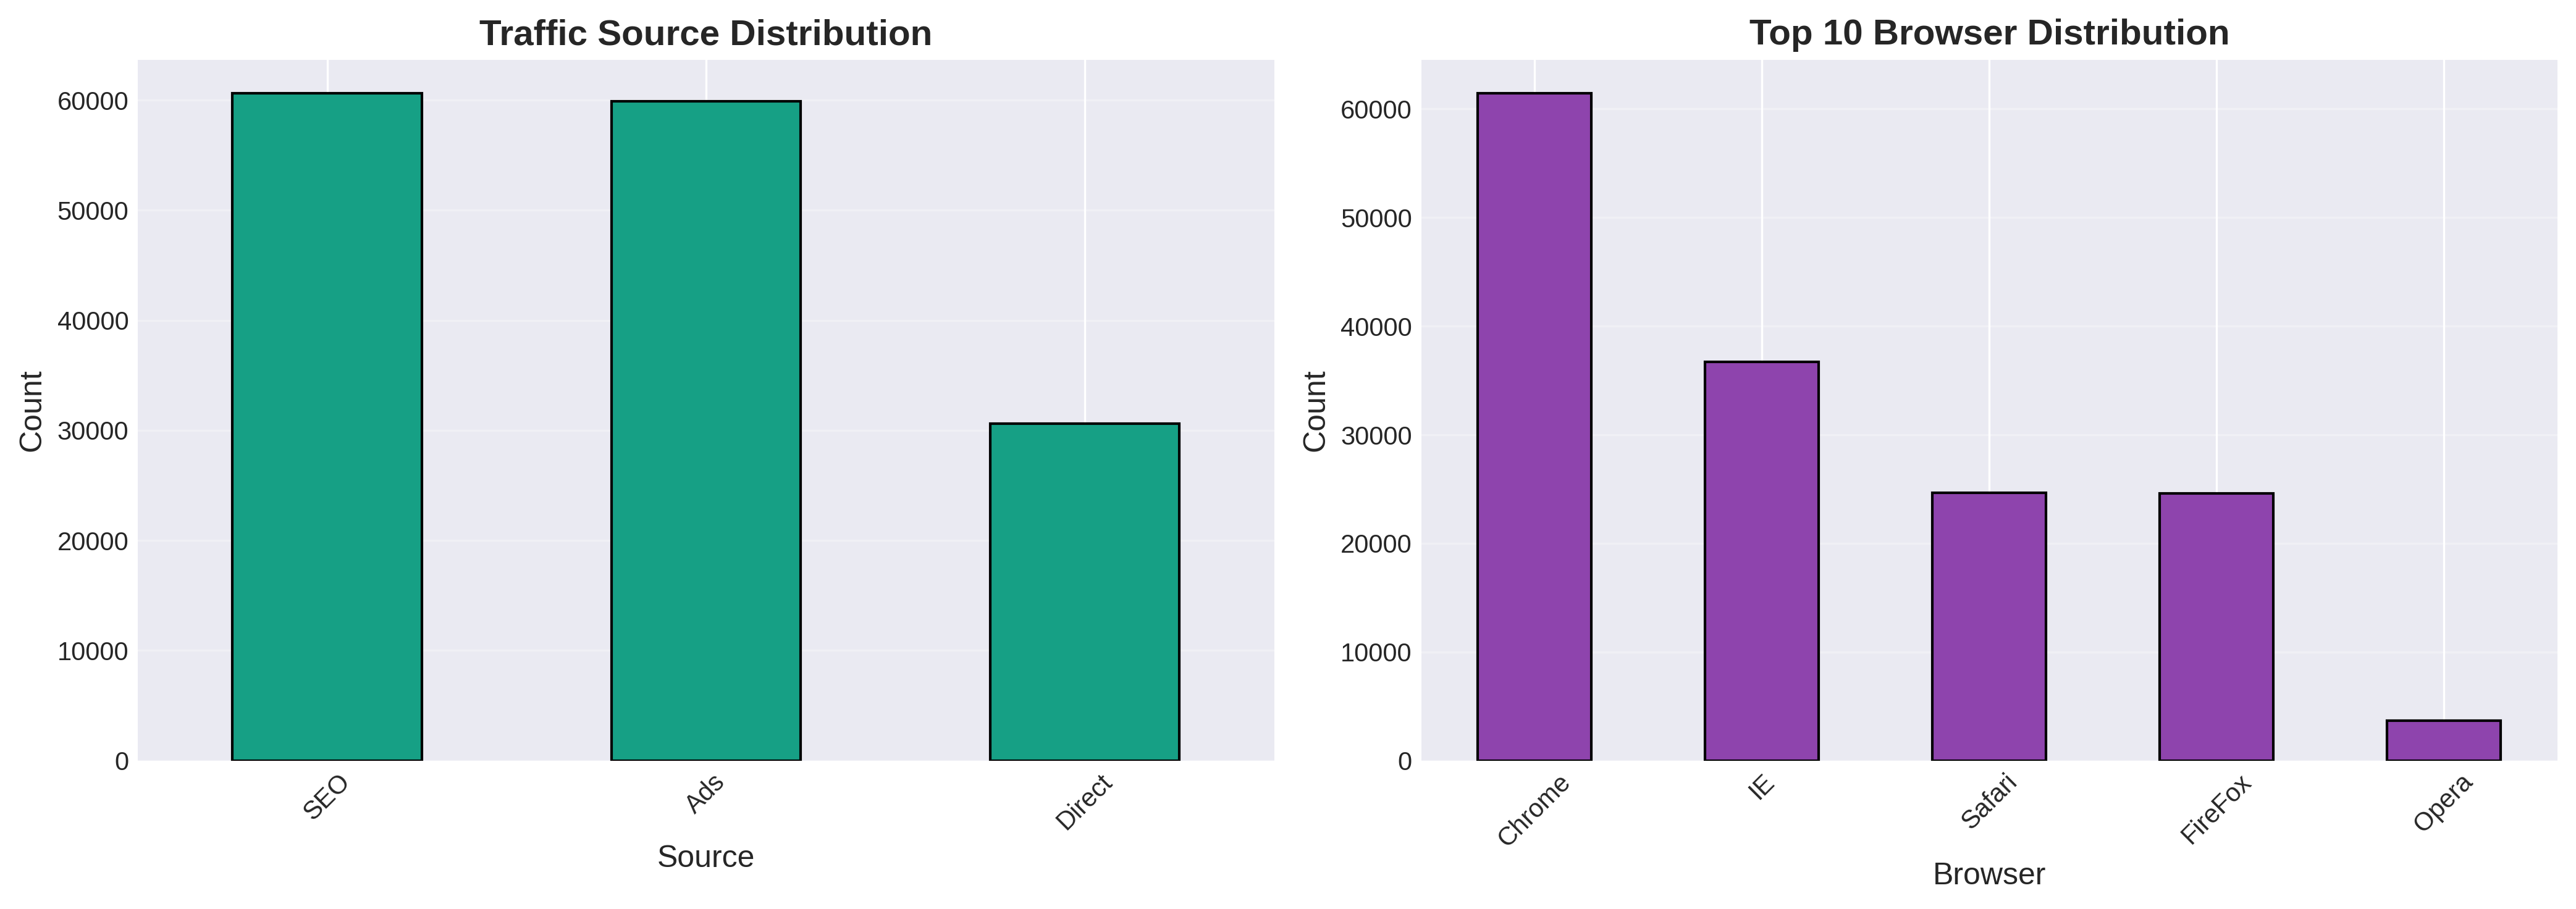 Traffic Source Distribution
60000
50000
40000
30000
20000
10000
0
Count
SEO
Ads
Direct
Source
Top 10 Browser Distribution
60000
50000
40000
30000
20000
10000
0
Count
Chrome
IE
Safari
FireFox
Opera
Browser